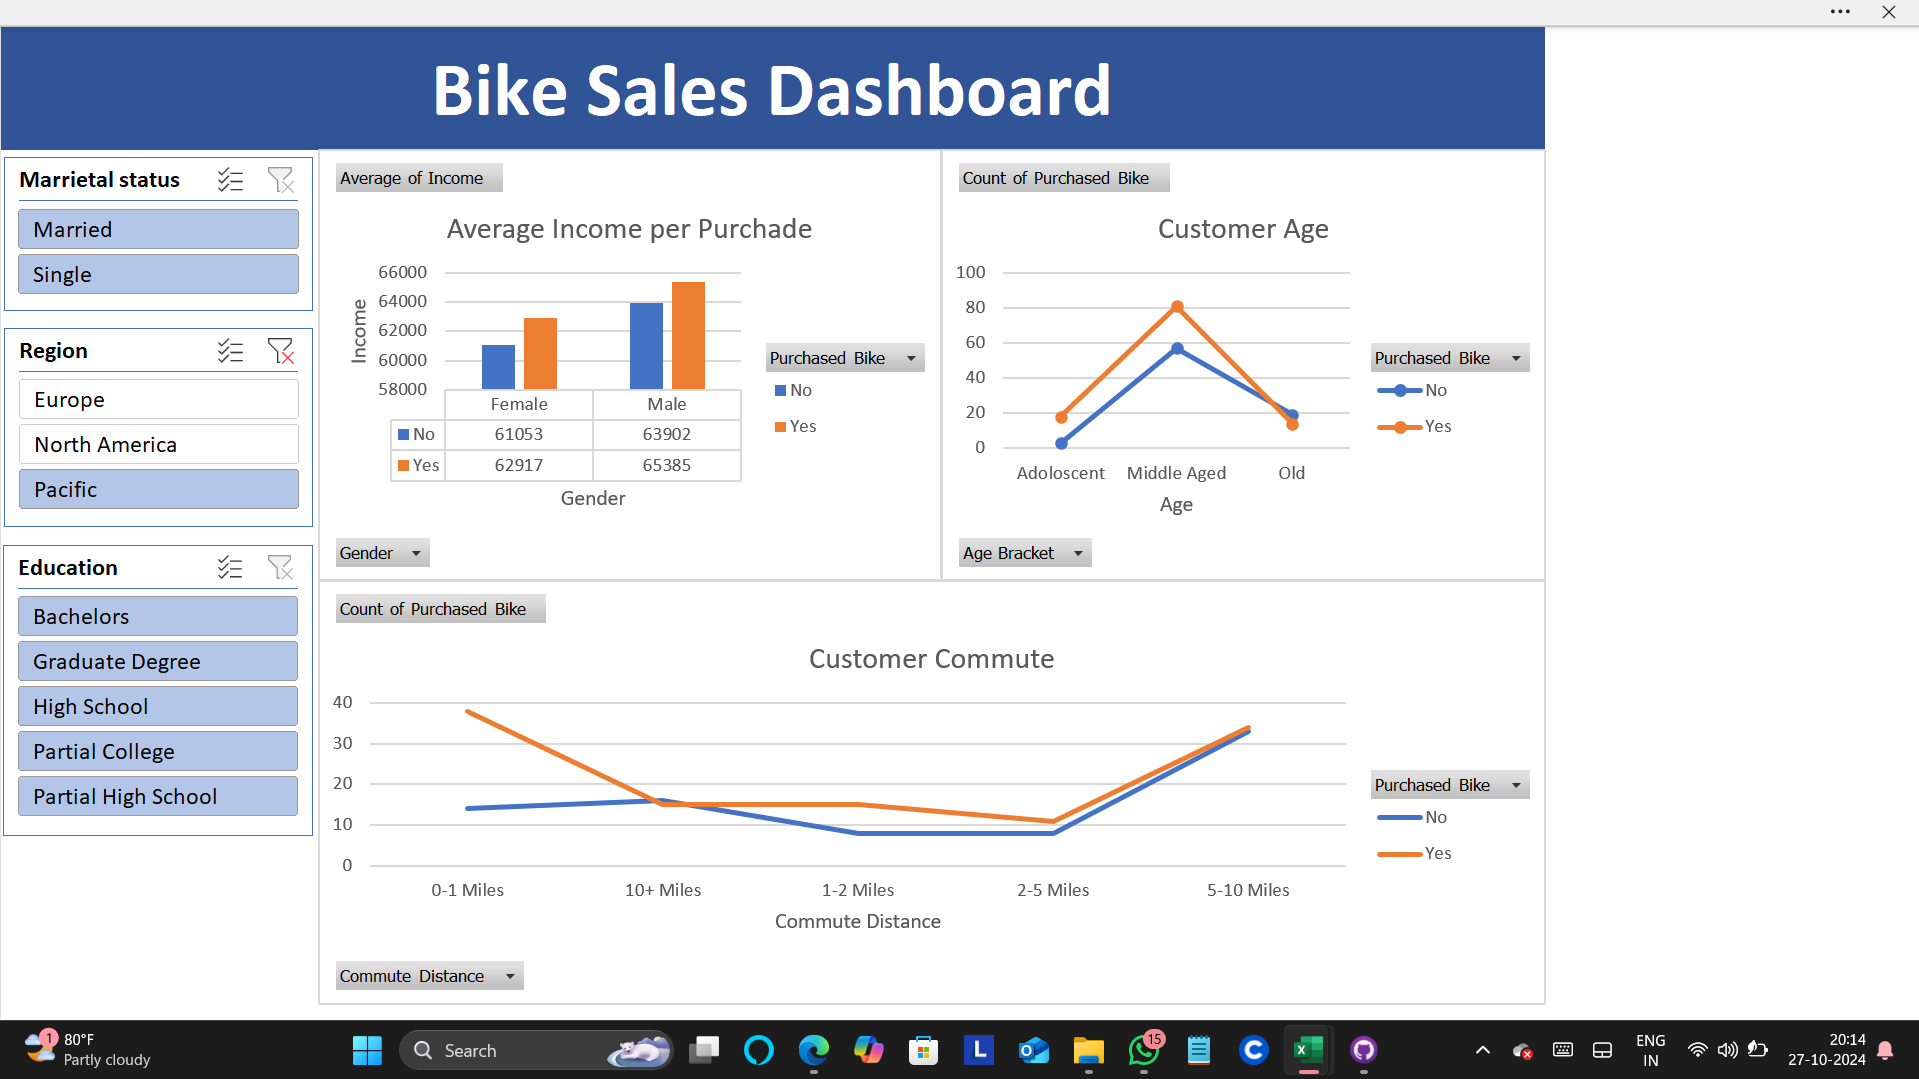 Bike Sales Dashboard
Marrietal status
Married
Single
Region
Europe
North America
Pacific
Education
Bachelors
Graduate Degree
High School
Partial College
Partial High School
Average of Income
Average Income per Purchade
66000
64000
62000
60000
58000
Income
Female Male
No 61053 63902
Yes 62917 65385
Gender
Purchased Bike
No
Yes
Gender
Count of Purchased Bike
Customer Age
100
80
60
40
20
0
Adoloscent Middle Aged Old
Age
Purchased Bike
No
Yes
Age Bracket
Count of Purchased Bike
Customer Commute
40
30
20
10
0
0-1 Miles 10+ Miles 1-2 Miles 2-5 Miles 5-10 Miles
Commute Distance
Purchased Bike
No
Yes
Commute Distance
1
80°F
Partly cloudy
Search
L
15
C
ENG
IN
20:14
27-10-2024